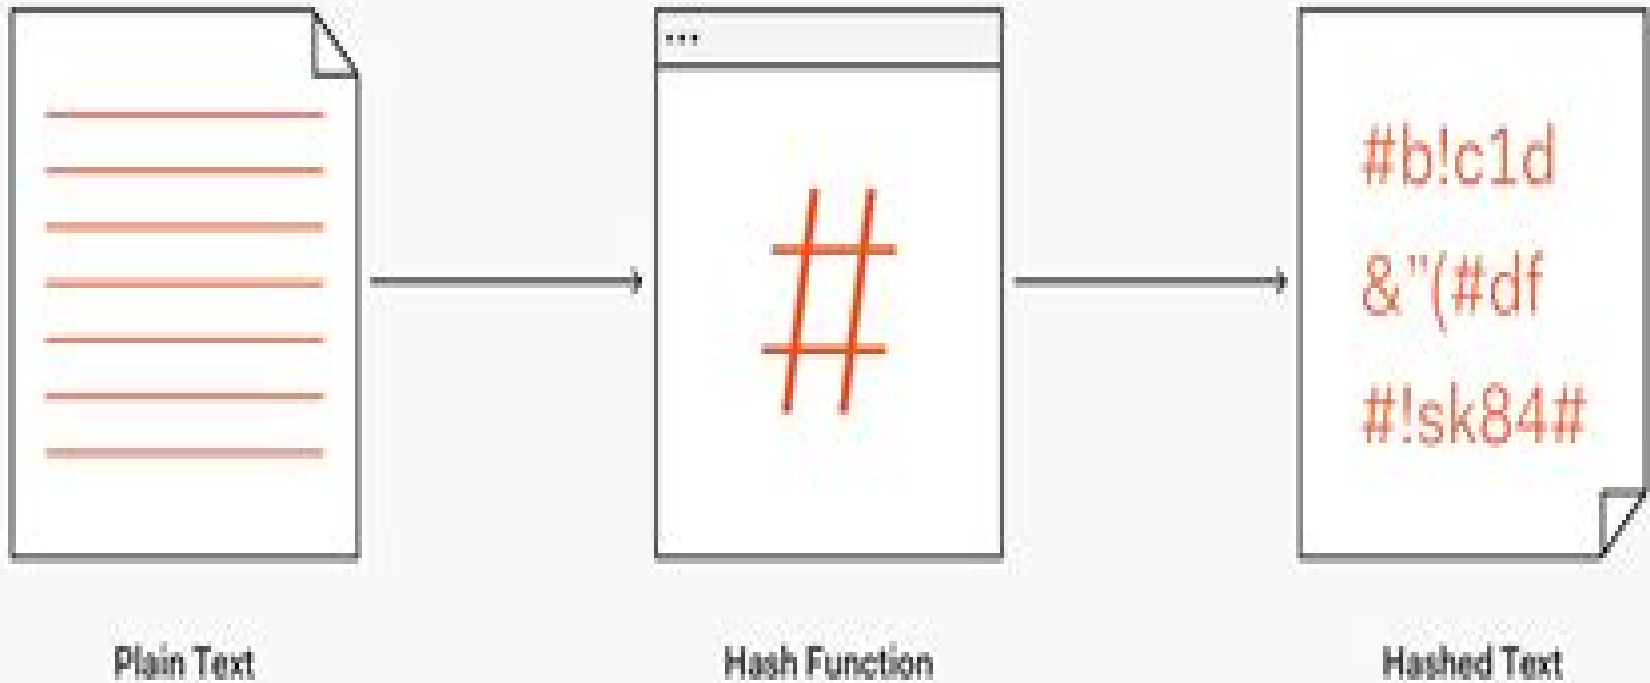 #
#b!c1d
&"(#df
#!sk84#
Plain Text
Hash Function
Hashed Text